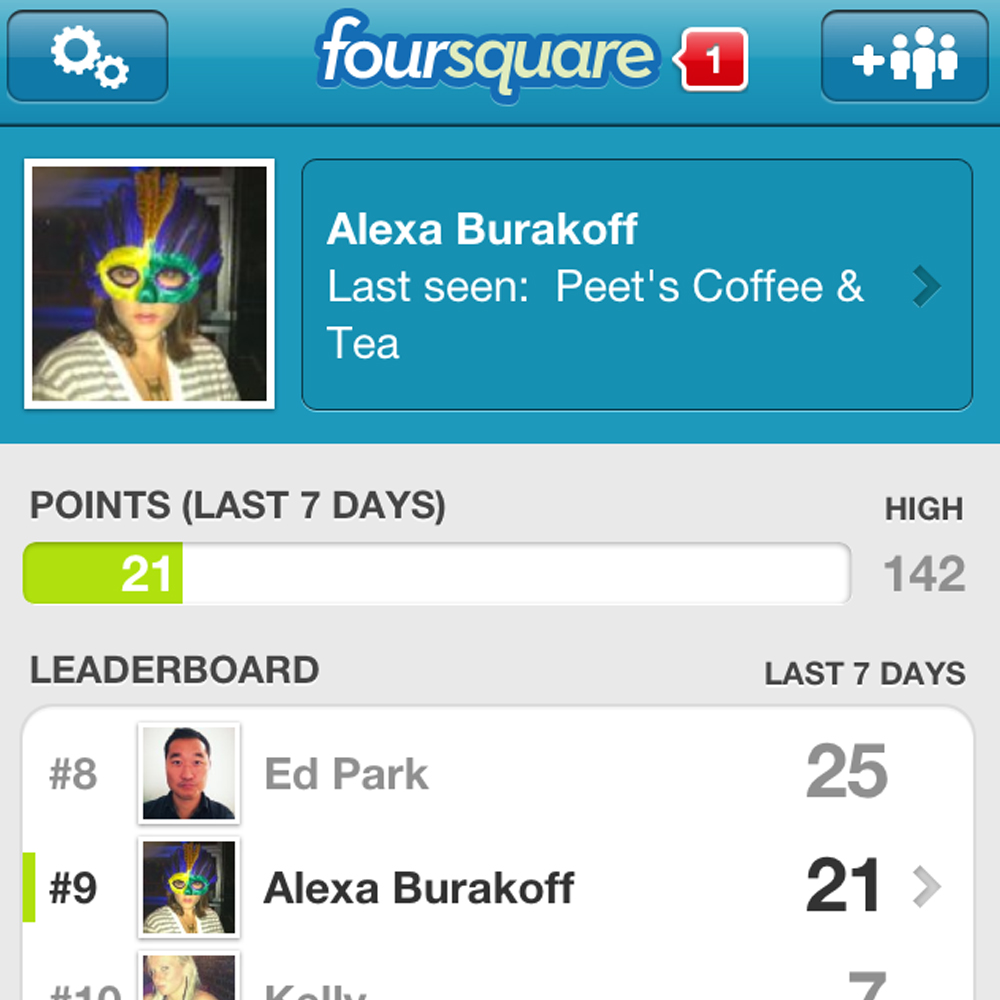 foursquare 1
Alexa Burakoff
Last seen: Peet's Coffee &
Tea
POINTS (LAST 7 DAYS) HIGH
21 142
LEADERBOARD LAST 7 DAYS
#8 Ed Park 25
#9 Alexa Burakoff 21
#10 Kelly 7